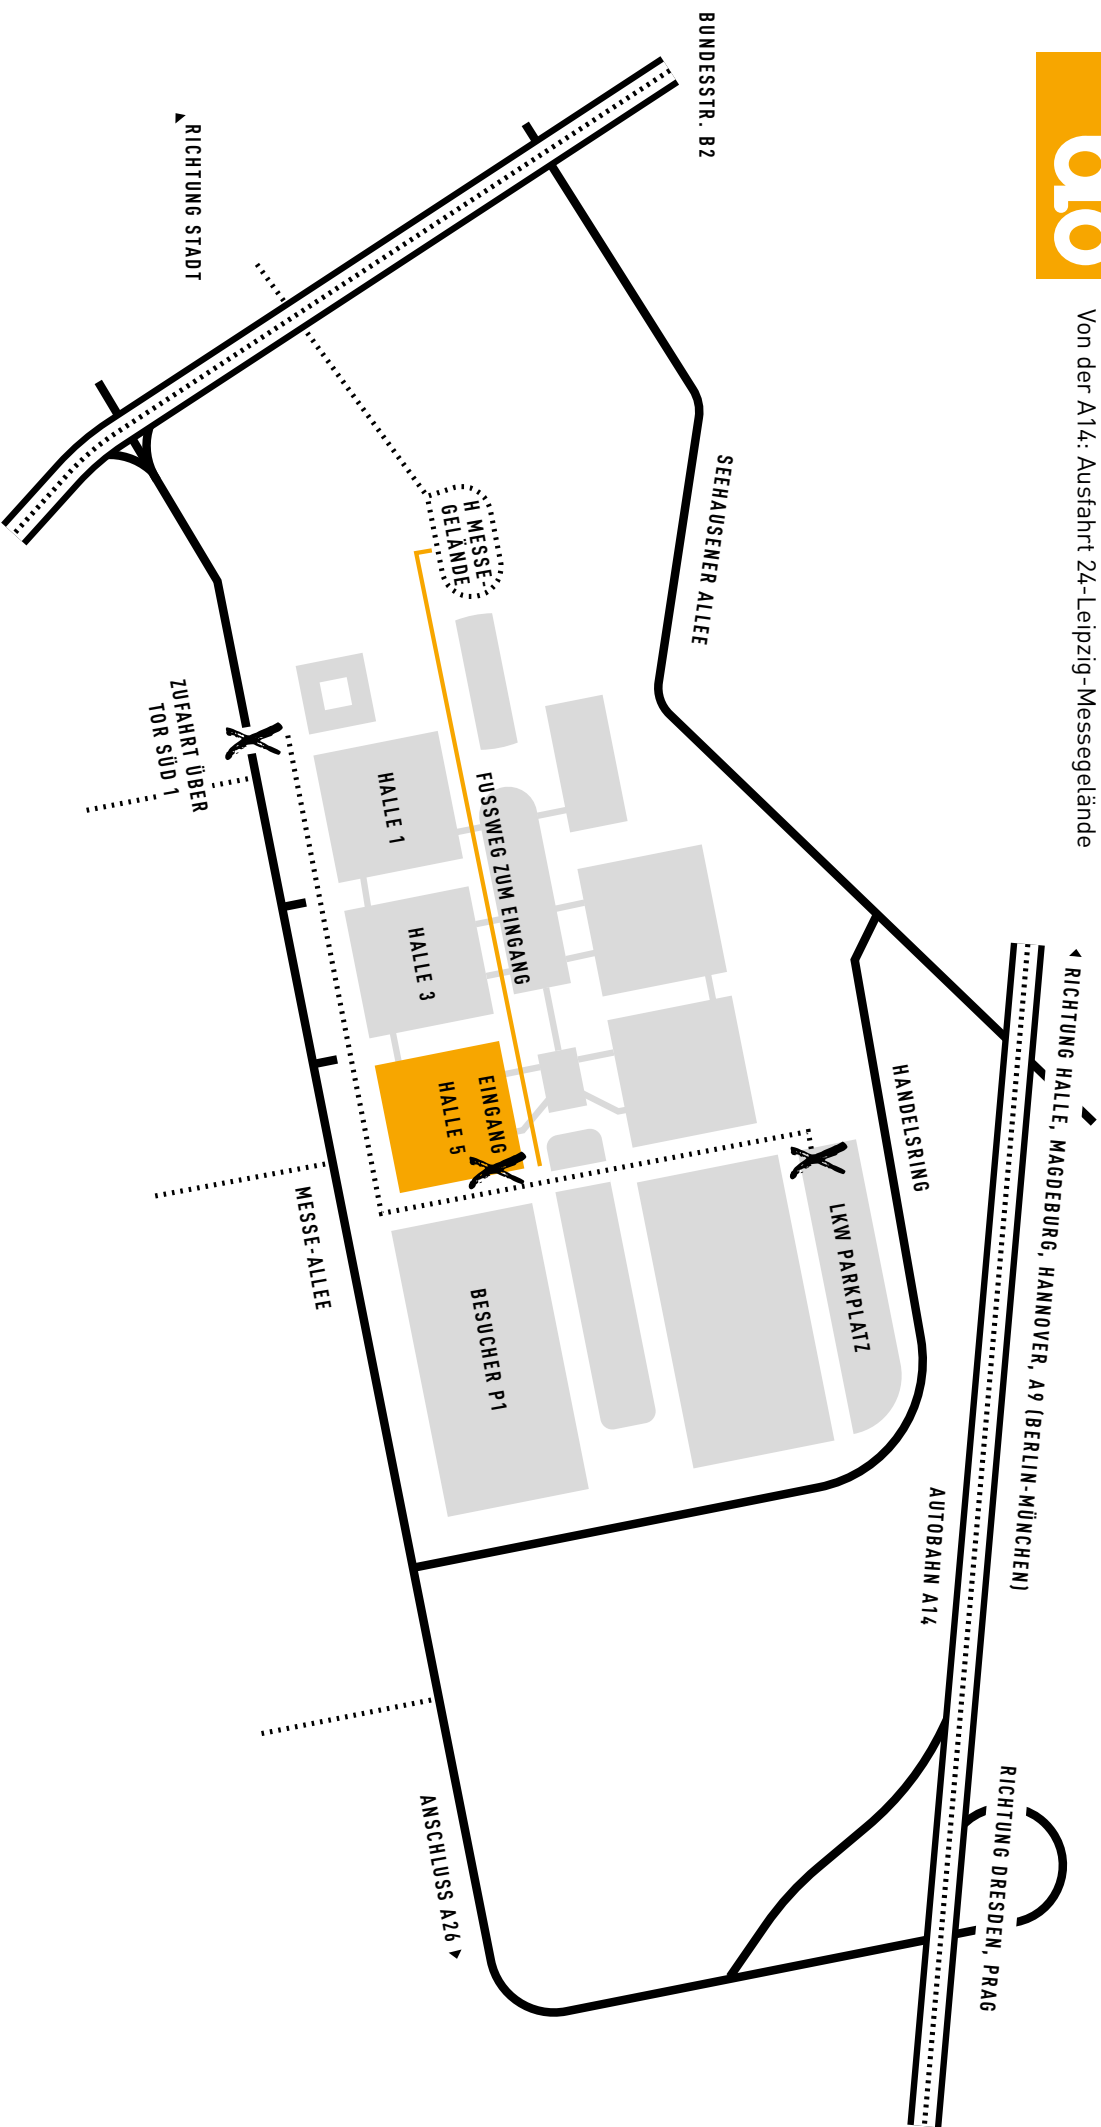 Von der A14: Ausfahrt 24-Leipzig-Messegelände
◀ RICHTUNG HALLE, MAGDEBURG, HANNOVER, A9 (BERLIN-MÜNCHEN)
RICHTUNG DRESDEN, PRAG
AUTOBAHN A14
BUNDESSTR. B2
SEEHAUSENER ALLEE
HANDELSRING
LKW PARKPLATZ
H MESSE-
GELÄNDE
FUSSWEG ZUM EINGANG
EINGANG
HALLE 5
HALLE 3
HALLE 1
BESUCHER P1
MESSE-ALLEE
ANSCHLUSS A26 ▶
◀ RICHTUNG STADT
ZUFAHRT ÜBER
TOR SÜD 1